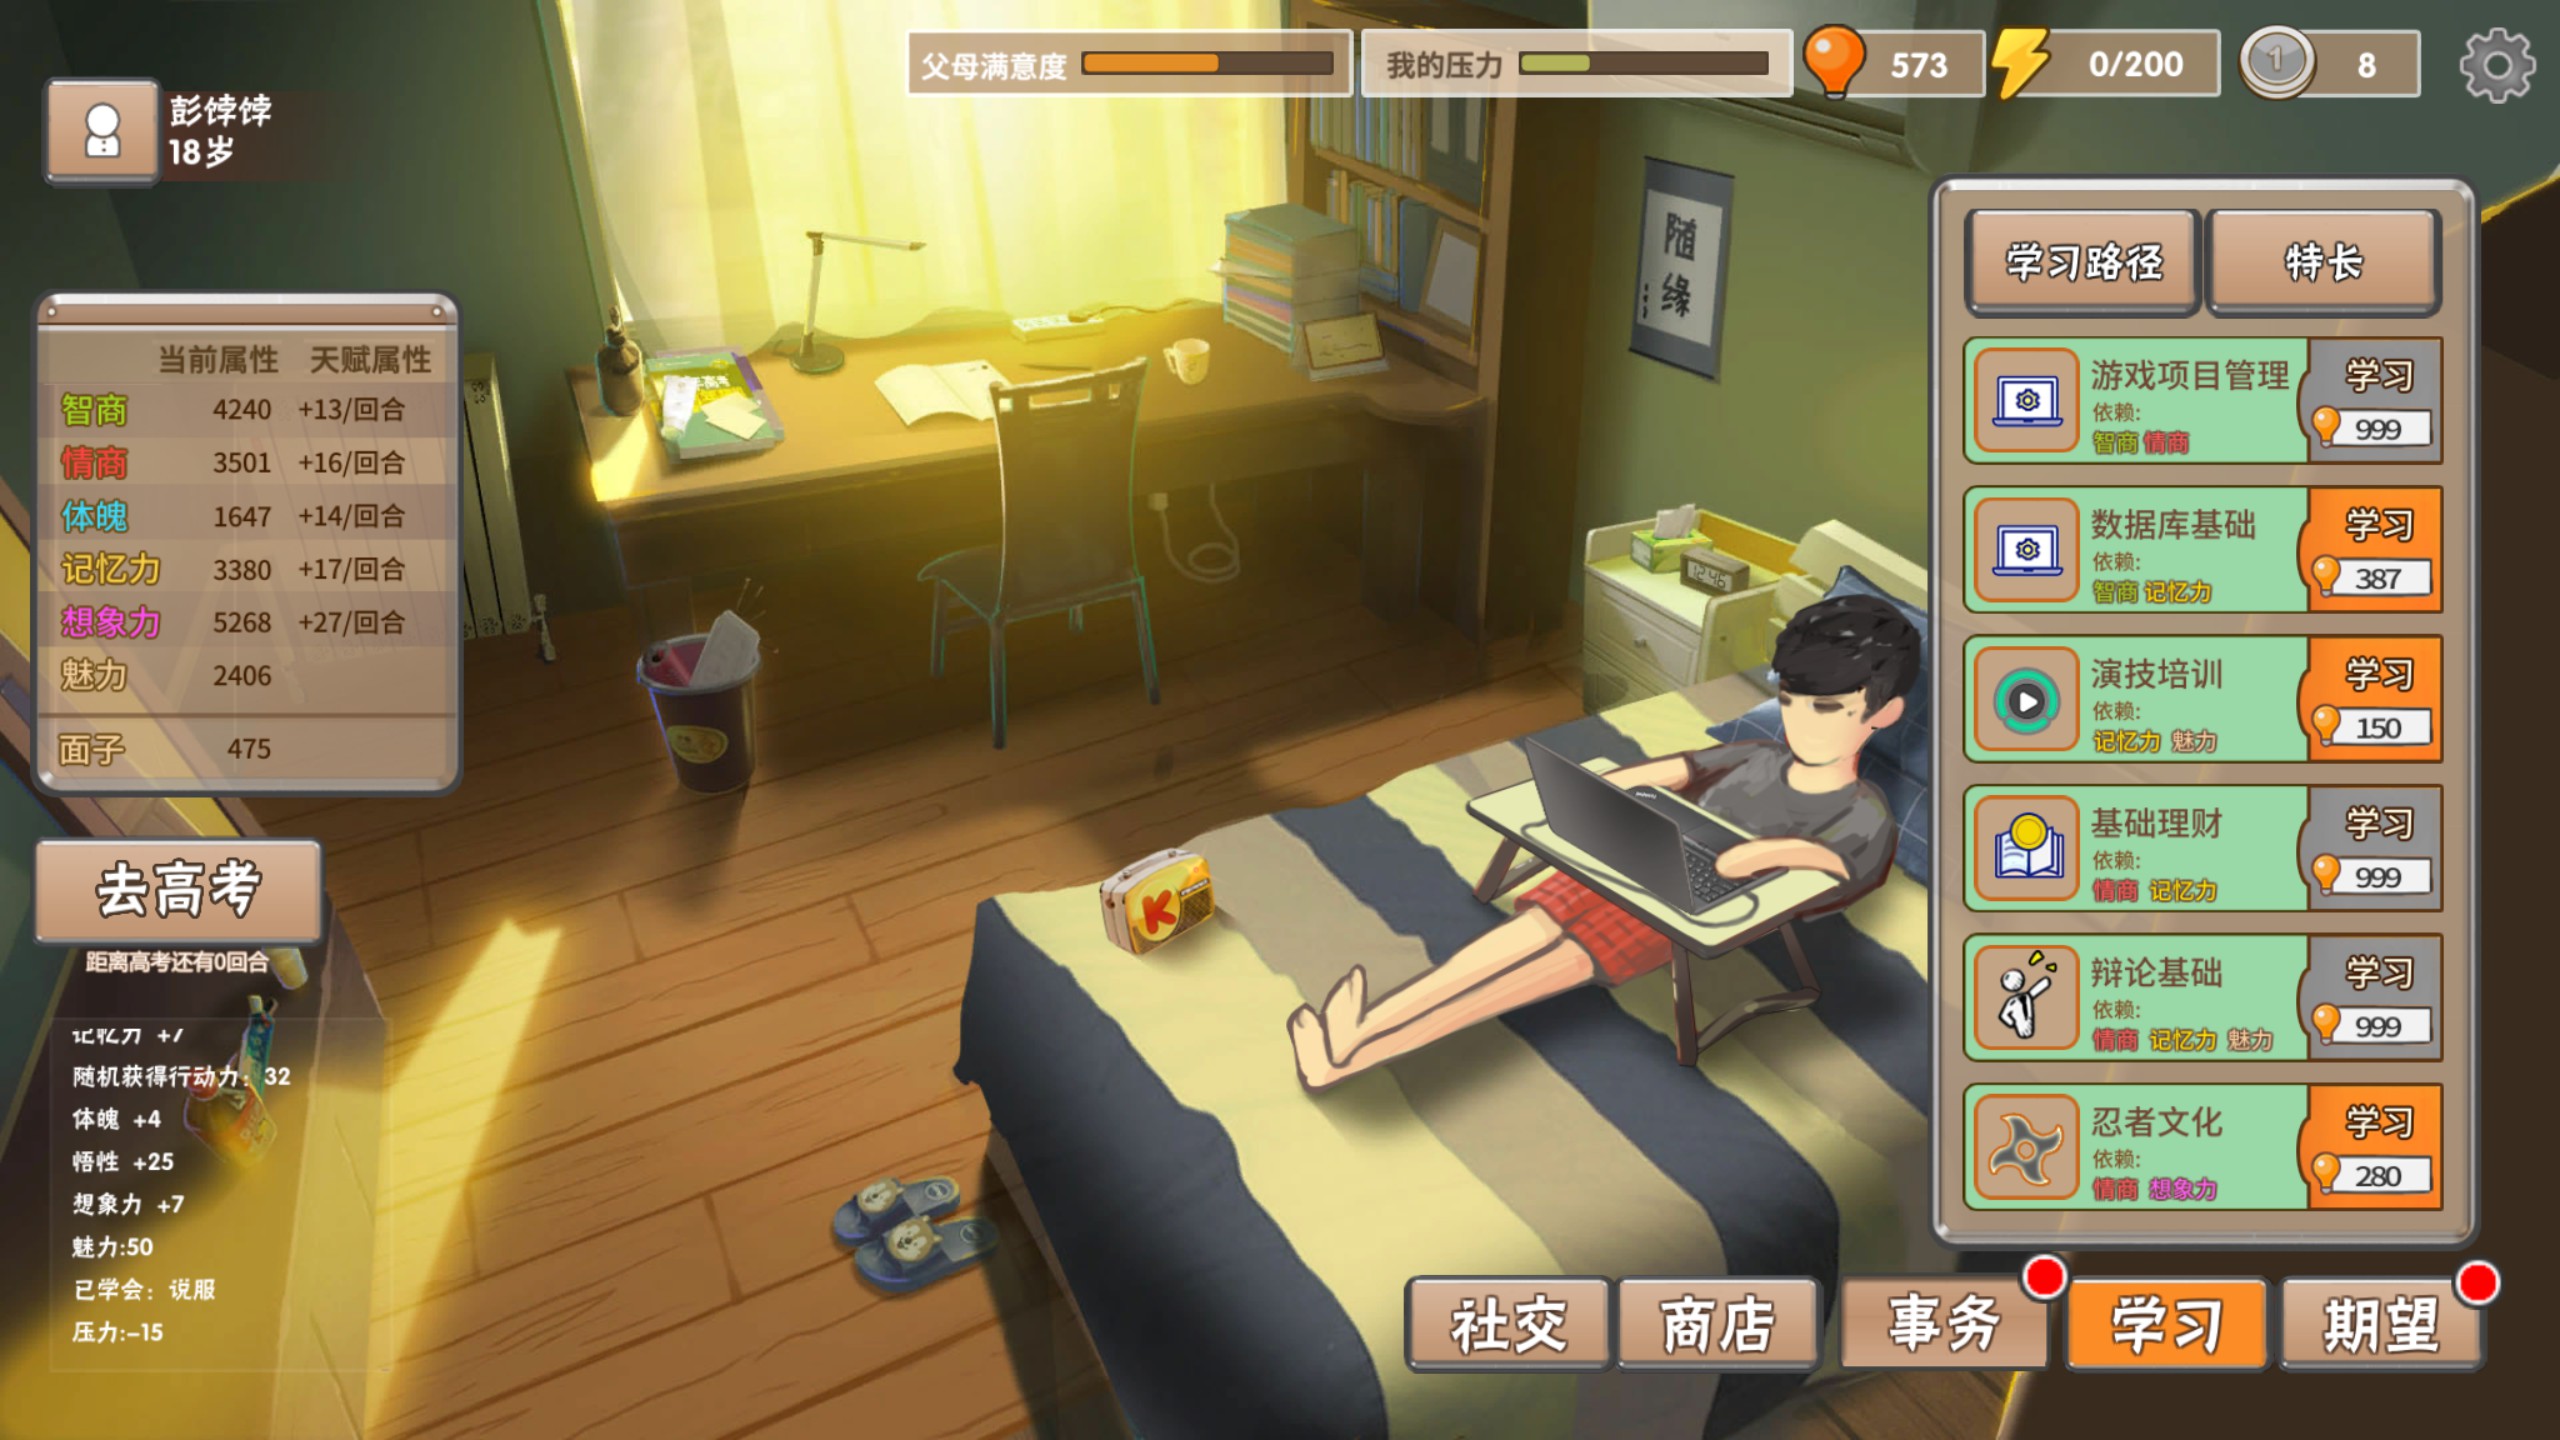 父母满意度
我的压力
573
0/200
1
8
彭饽饽
18岁
当前属性 天赋属性
智商 4240 +13/回合
情商 3501 +16/回合
体魄 1647 +14/回合
记忆力 3380 +17/回合
想象力 5268 +27/回合
魅力 2406
面子 475
去高考
距离高考还有0回合
记忆力 +7
随机获得行动力：32
体魄 +4
悟性 +25
想象力 +7
魅力:50
已学会：说服
压力:-15
随缘
12:46
K
学习路径 特长
游戏项目管理
依赖:
智商 情商
学习
999
数据库基础
依赖:
智商 记忆力
学习
387
演技培训
依赖:
记忆力 魅力
学习
150
基础理财
依赖:
情商 记忆力
学习
999
辩论基础
依赖:
情商 记忆力 魅力
学习
999
忍者文化
依赖:
情商 想象力
学习
280
社交 商店 事务 学习 期望